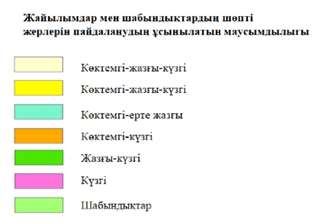 Жайылымдар мен шабындықтардың шөпті
жерлерін пайдаланудың ұсынылатын маусымдылығы
Көктемгі-жазғы-күзгі
Көктемгі-жазғы-күзгі
Көктемгі-ерте жазғы
Көктемгі-күзгі
Жазғы-күзгі
Күзгі
Шабындықтар